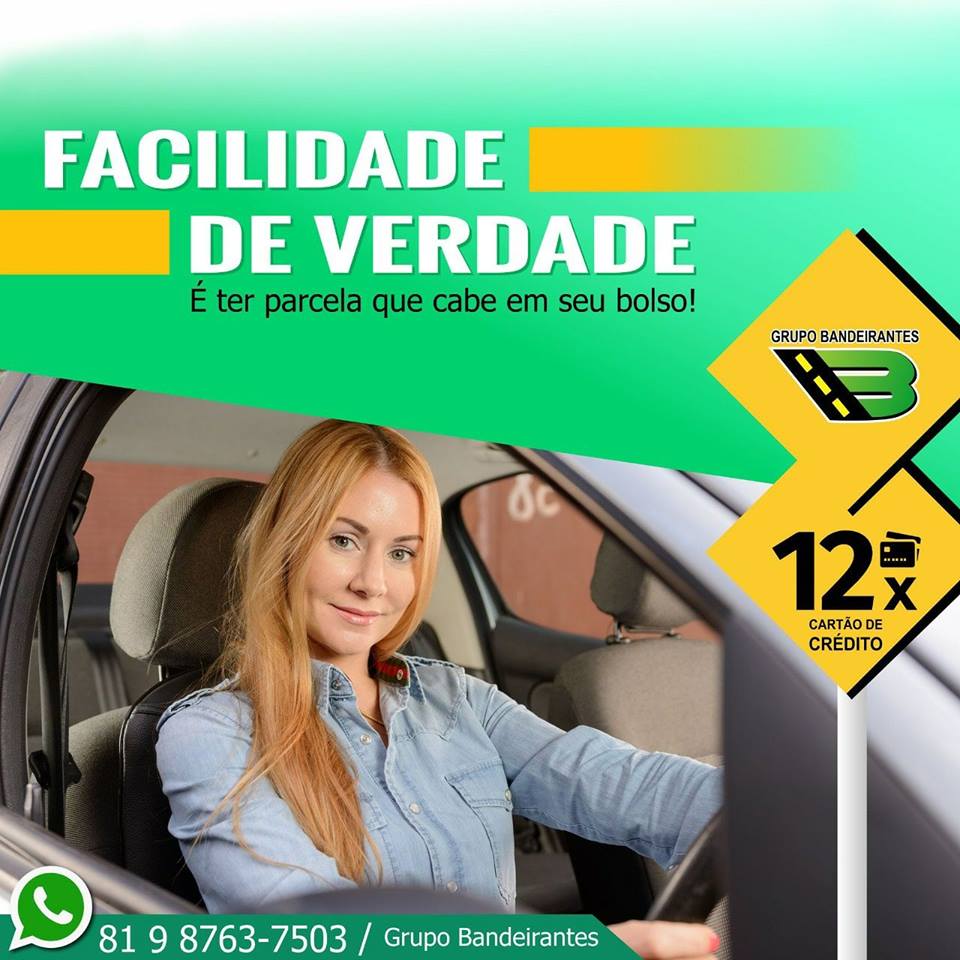 FACILIDADE
DE VERDADE
É ter parcela que cabe em seu bolso!
GRUPO BANDEIRANTES
B
12x
CARTÃO DE
CRÉDITO
81 9 8763-7503 / Grupo Bandeirantes